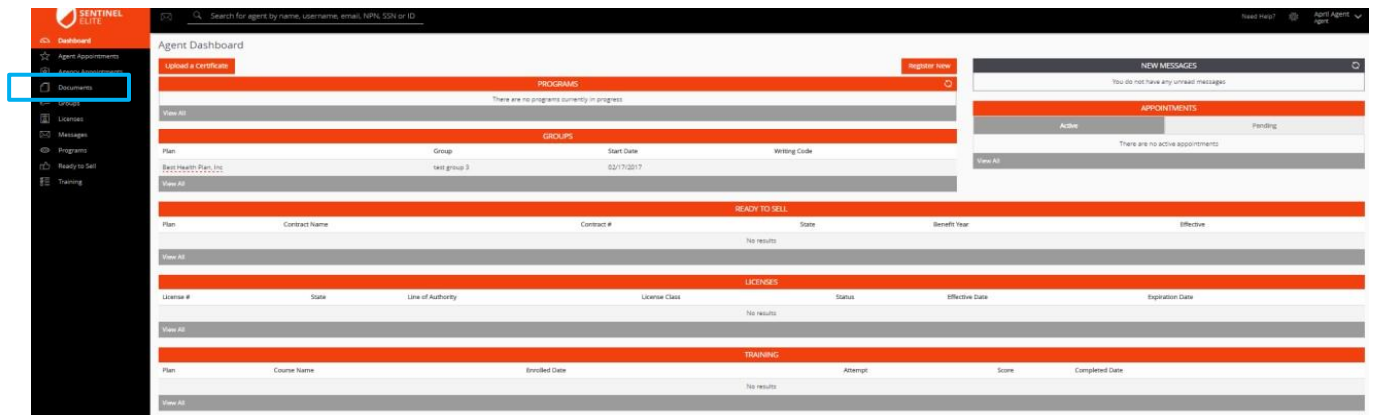 SENTINEL
ELITE
Search for agent by name, username, email, NPN, SSN or ID
Need Help?
April Agent
Agent
Dashboard
Agent Appointments
Agency Appointments
Documents
Groups
Licenses
Messages
Programs
Ready to Sell
Training
Agent Dashboard
Upload a Certificate
Register New
PROGRAMS
There are no programs currently in progress
View All
GROUPS
Plan Group Start Date Writing Code
Best Health Plan, Inc test group 3 02/17/2017
View All
NEW MESSAGES
You do not have any unread messages
APPOINTMENTS
Active Pending
There are no active appointments
View All
READY TO SELL
Plan Contract Name Contract # State Benefit Year Effective
No results
View All
LICENSES
License # State Line of Authority License Class Status Effective Date Expiration Date
No results
View All
TRAINING
Plan Course Name Enrolled Date Attempt Score Completed Date
No results
View All